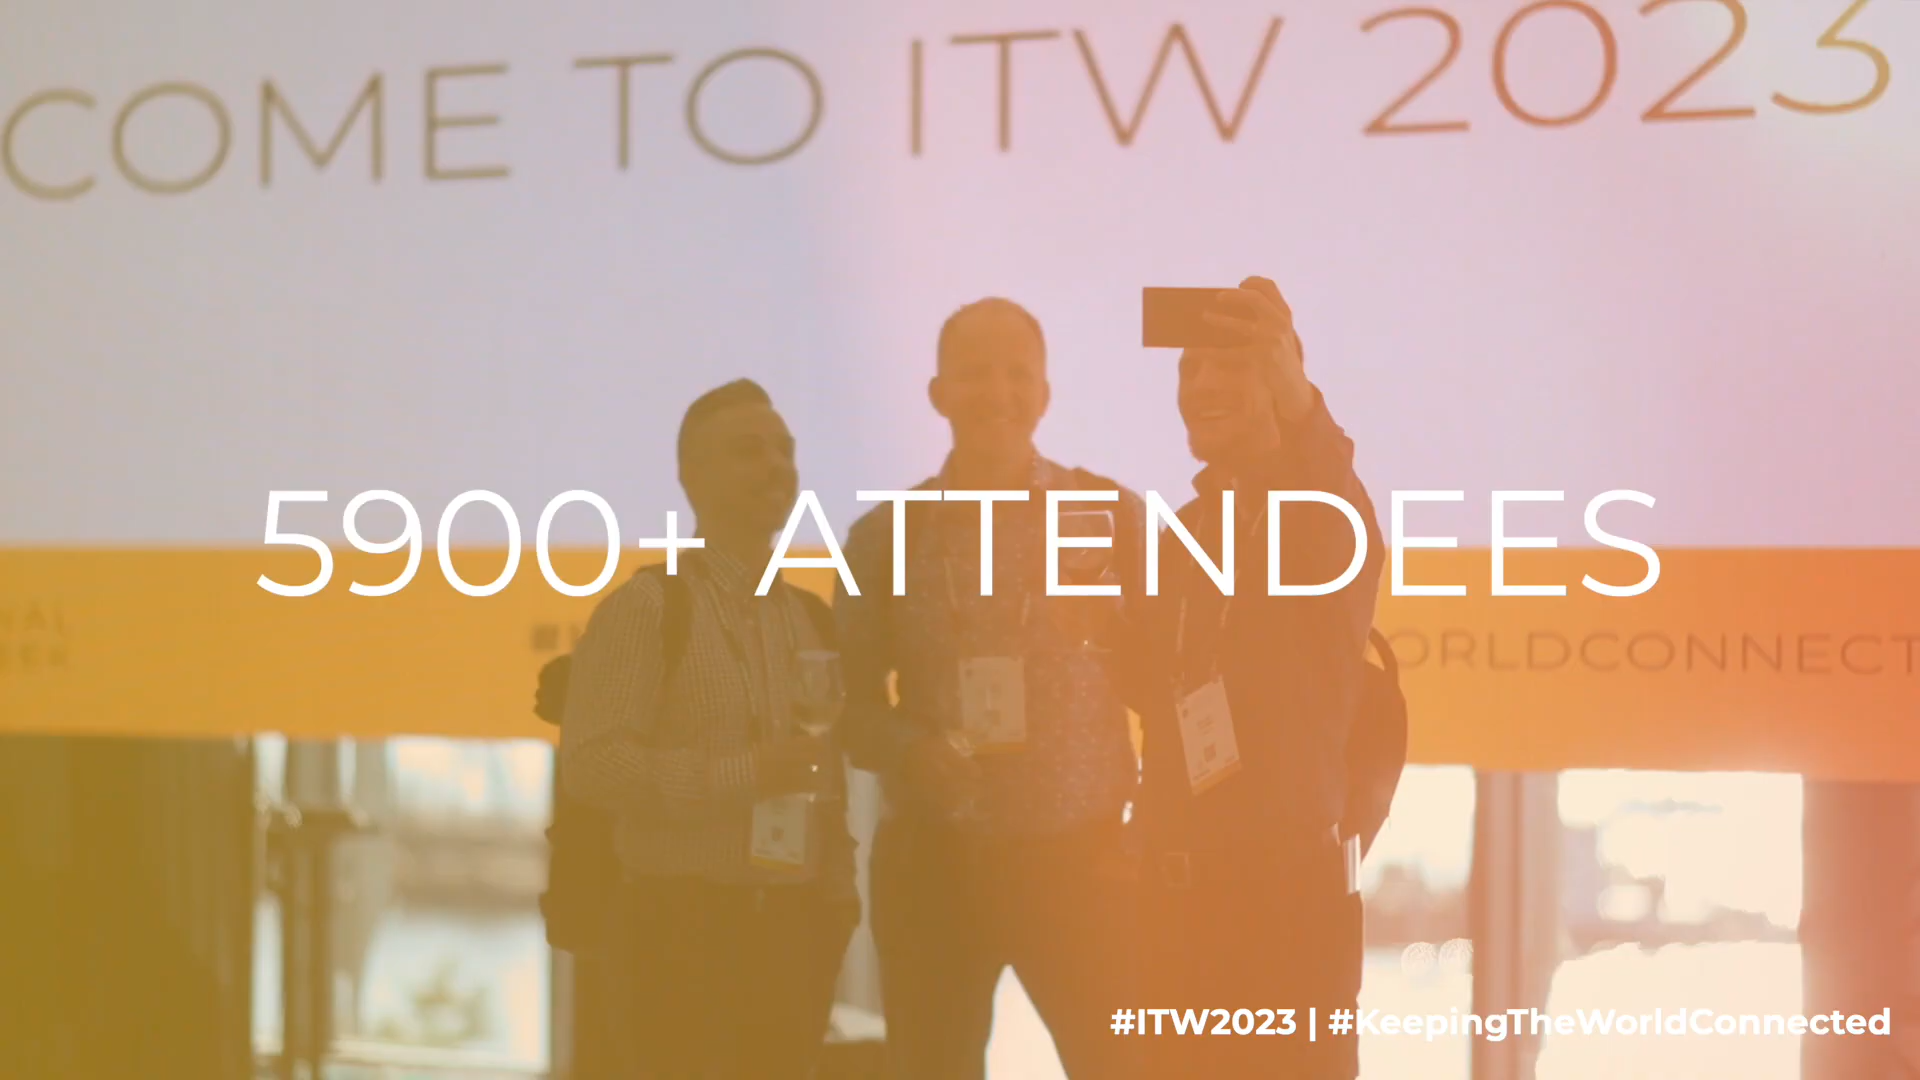 COME TO ITW 2023
5900+ ATTENDEES
ORLDCONNECT
#ITW2023 | #KeepingTheWorldConnected